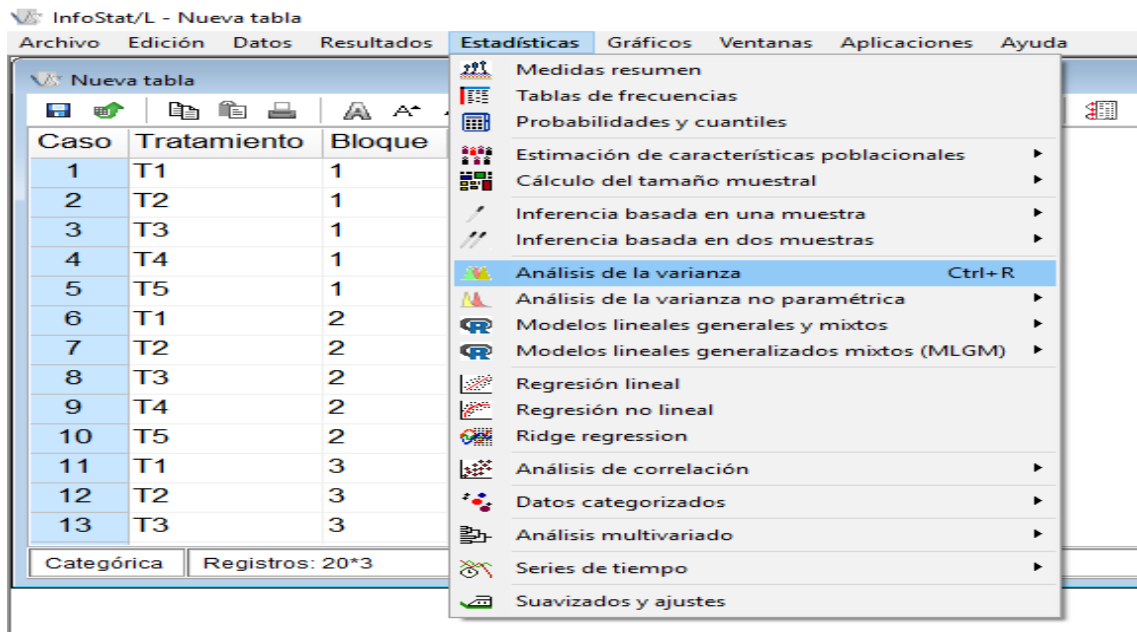 InfoStat/L - Nueva tabla
Archivo Edición Datos Resultados Estadísticas Gráficos Ventanas Aplicaciones Ayuda
Nueva tabla
Caso Tratamiento Bloque
1 T1 1
2 T2 1
3 T3 1
4 T4 1
5 T5 1
6 T1 2
7 T2 2
8 T3 2
9 T4 2
10 T5 2
11 T1 3
12 T2 3
13 T3 3
Categórica Registros: 20*3
Medidas resumen
Tablas de frecuencias
Probabilidades y cuantiles
Estimación de características poblacionales
Cálculo del tamaño muestral
Inferencia basada en una muestra
Inferencia basada en dos muestras
Análisis de la varianza Ctrl+R
Análisis de la varianza no paramétrica
Modelos lineales generales y mixtos
Modelos lineales generalizados mixtos (MLGM)
Regresión lineal
Regresión no lineal
Ridge regression
Análisis de correlación
Datos categorizados
Análisis multivariado
Series de tiempo
Suavizados y ajustes